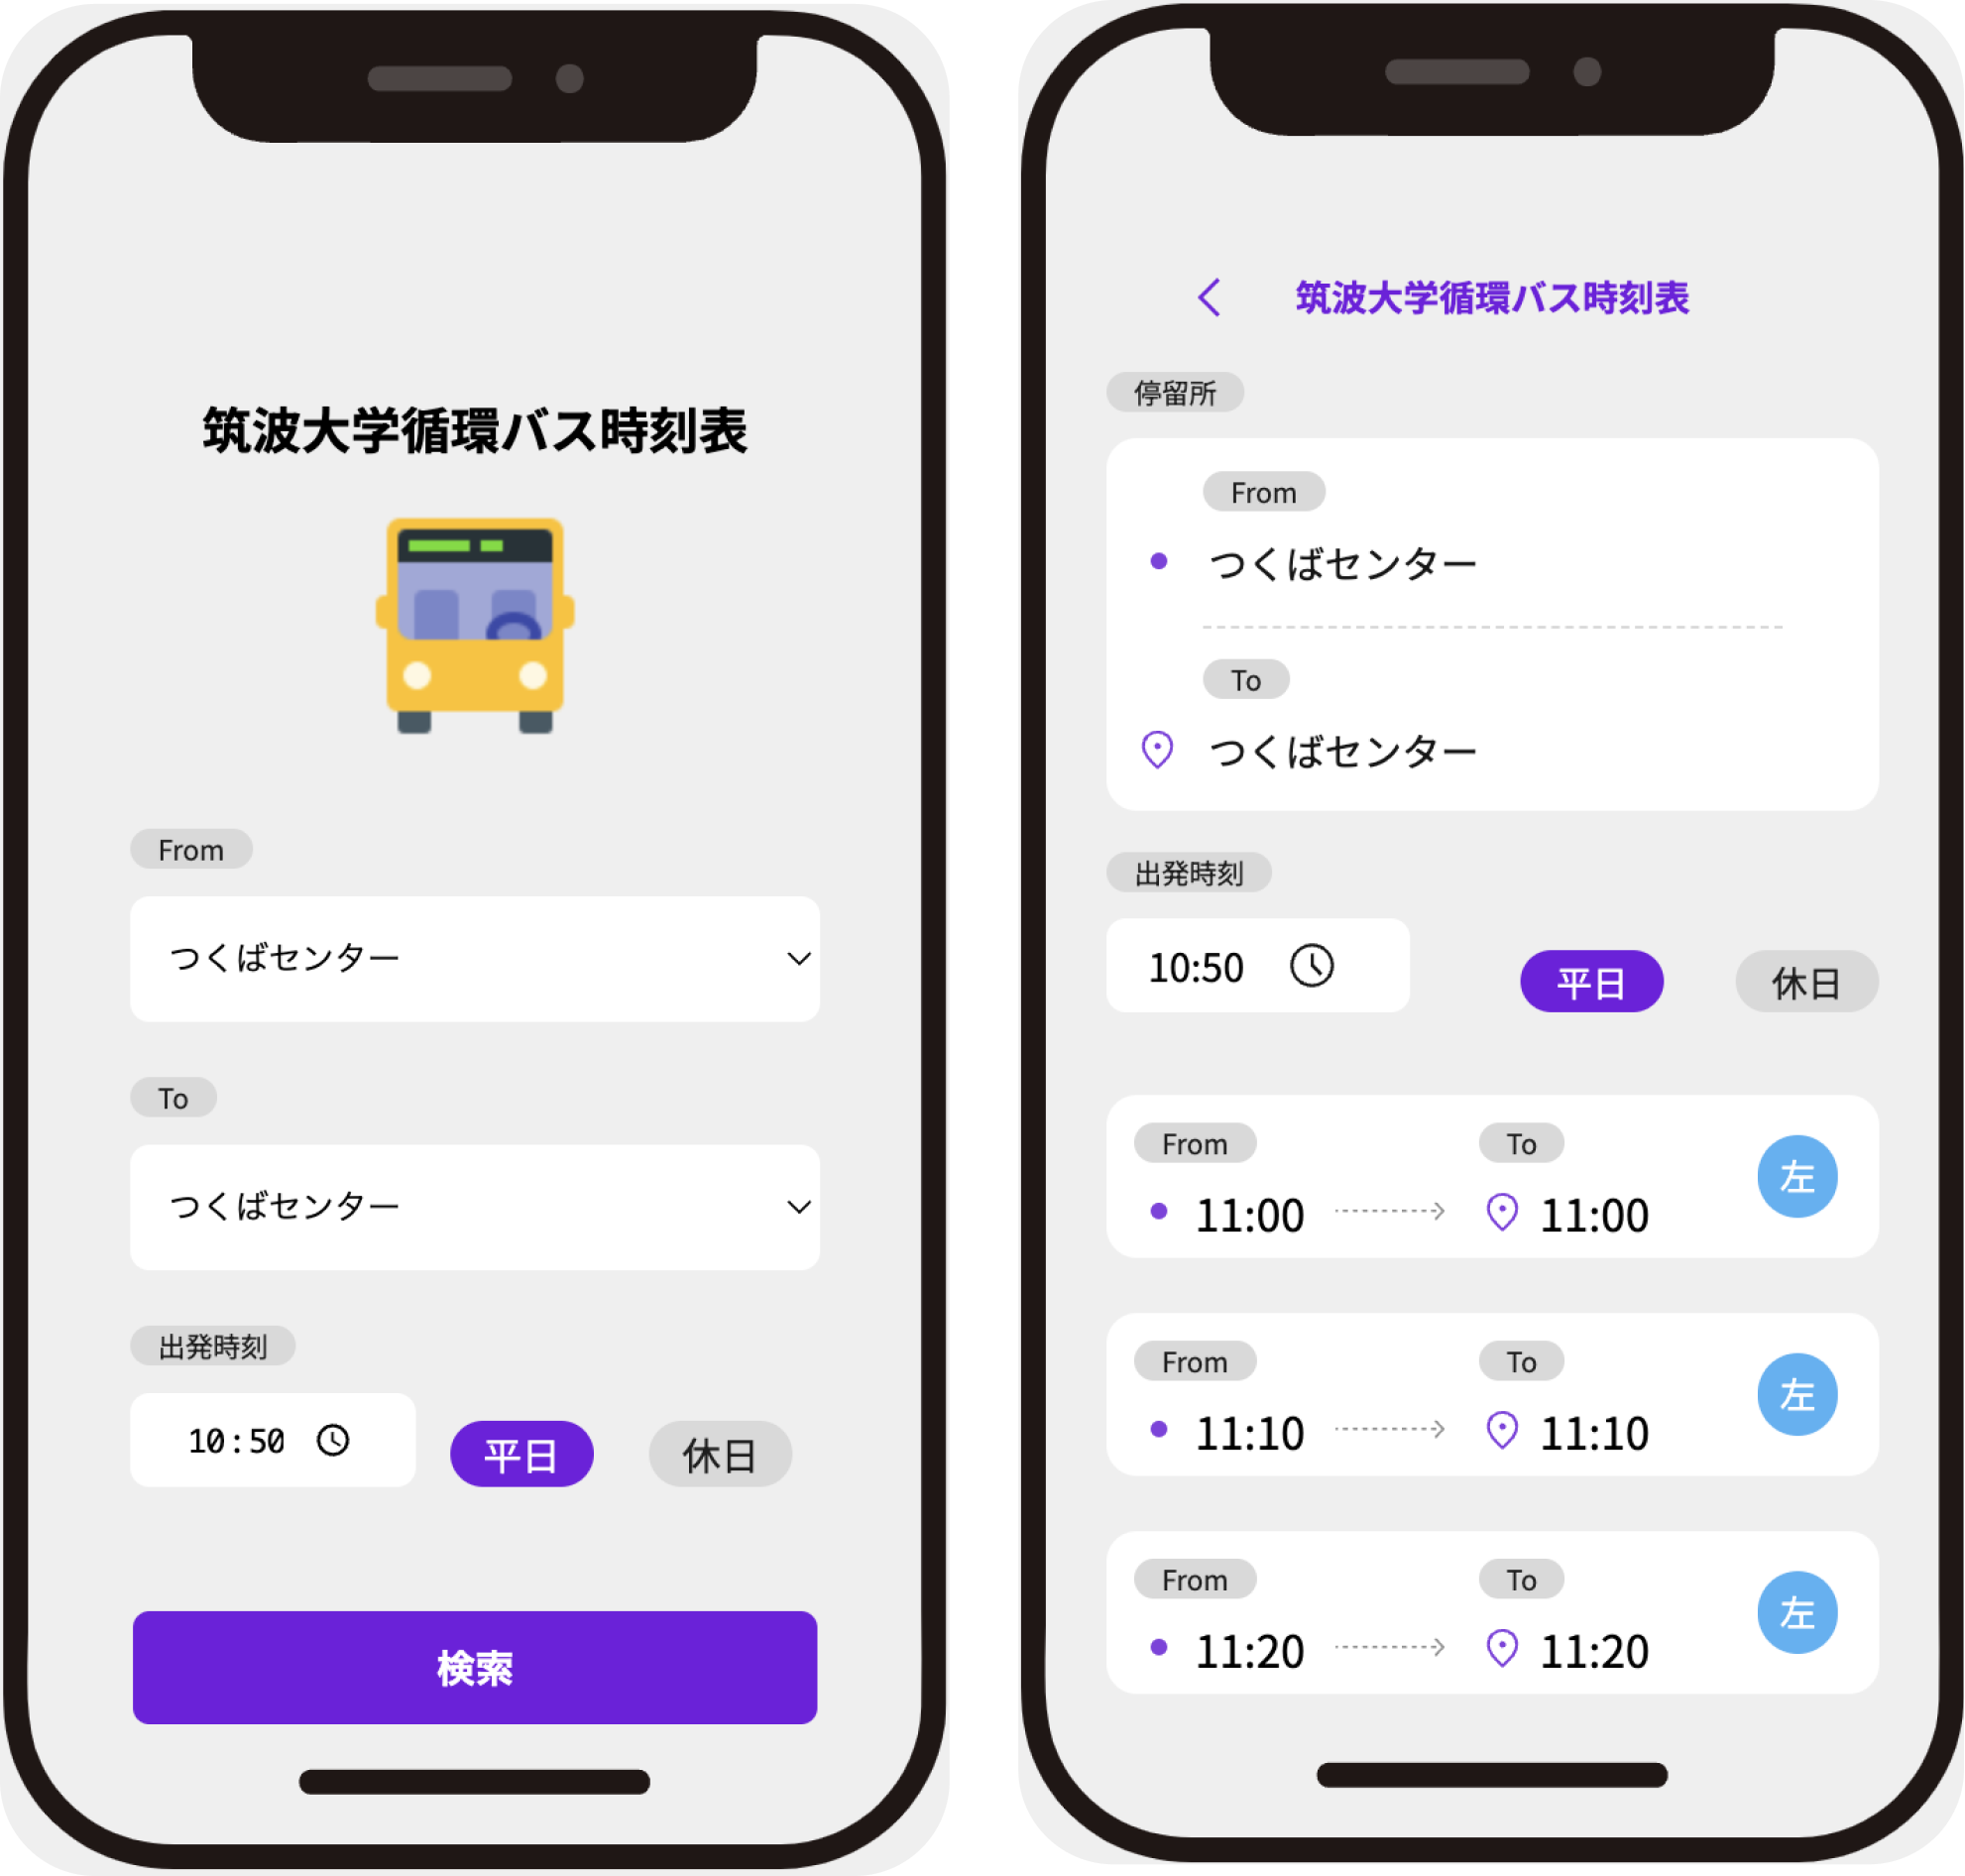 筑波大学循環バス時刻表
From
つくばセンター
To
つくばセンター
出発時刻
10:50
平日
休日
検索
筑波大学循環バス時刻表
停留所
From
つくばセンター
To
つくばセンター
出発時刻
10:50
平日
休日
From
To
11:00
11:00
左
From
To
11:10
11:10
左
From
To
11:20
11:20
左